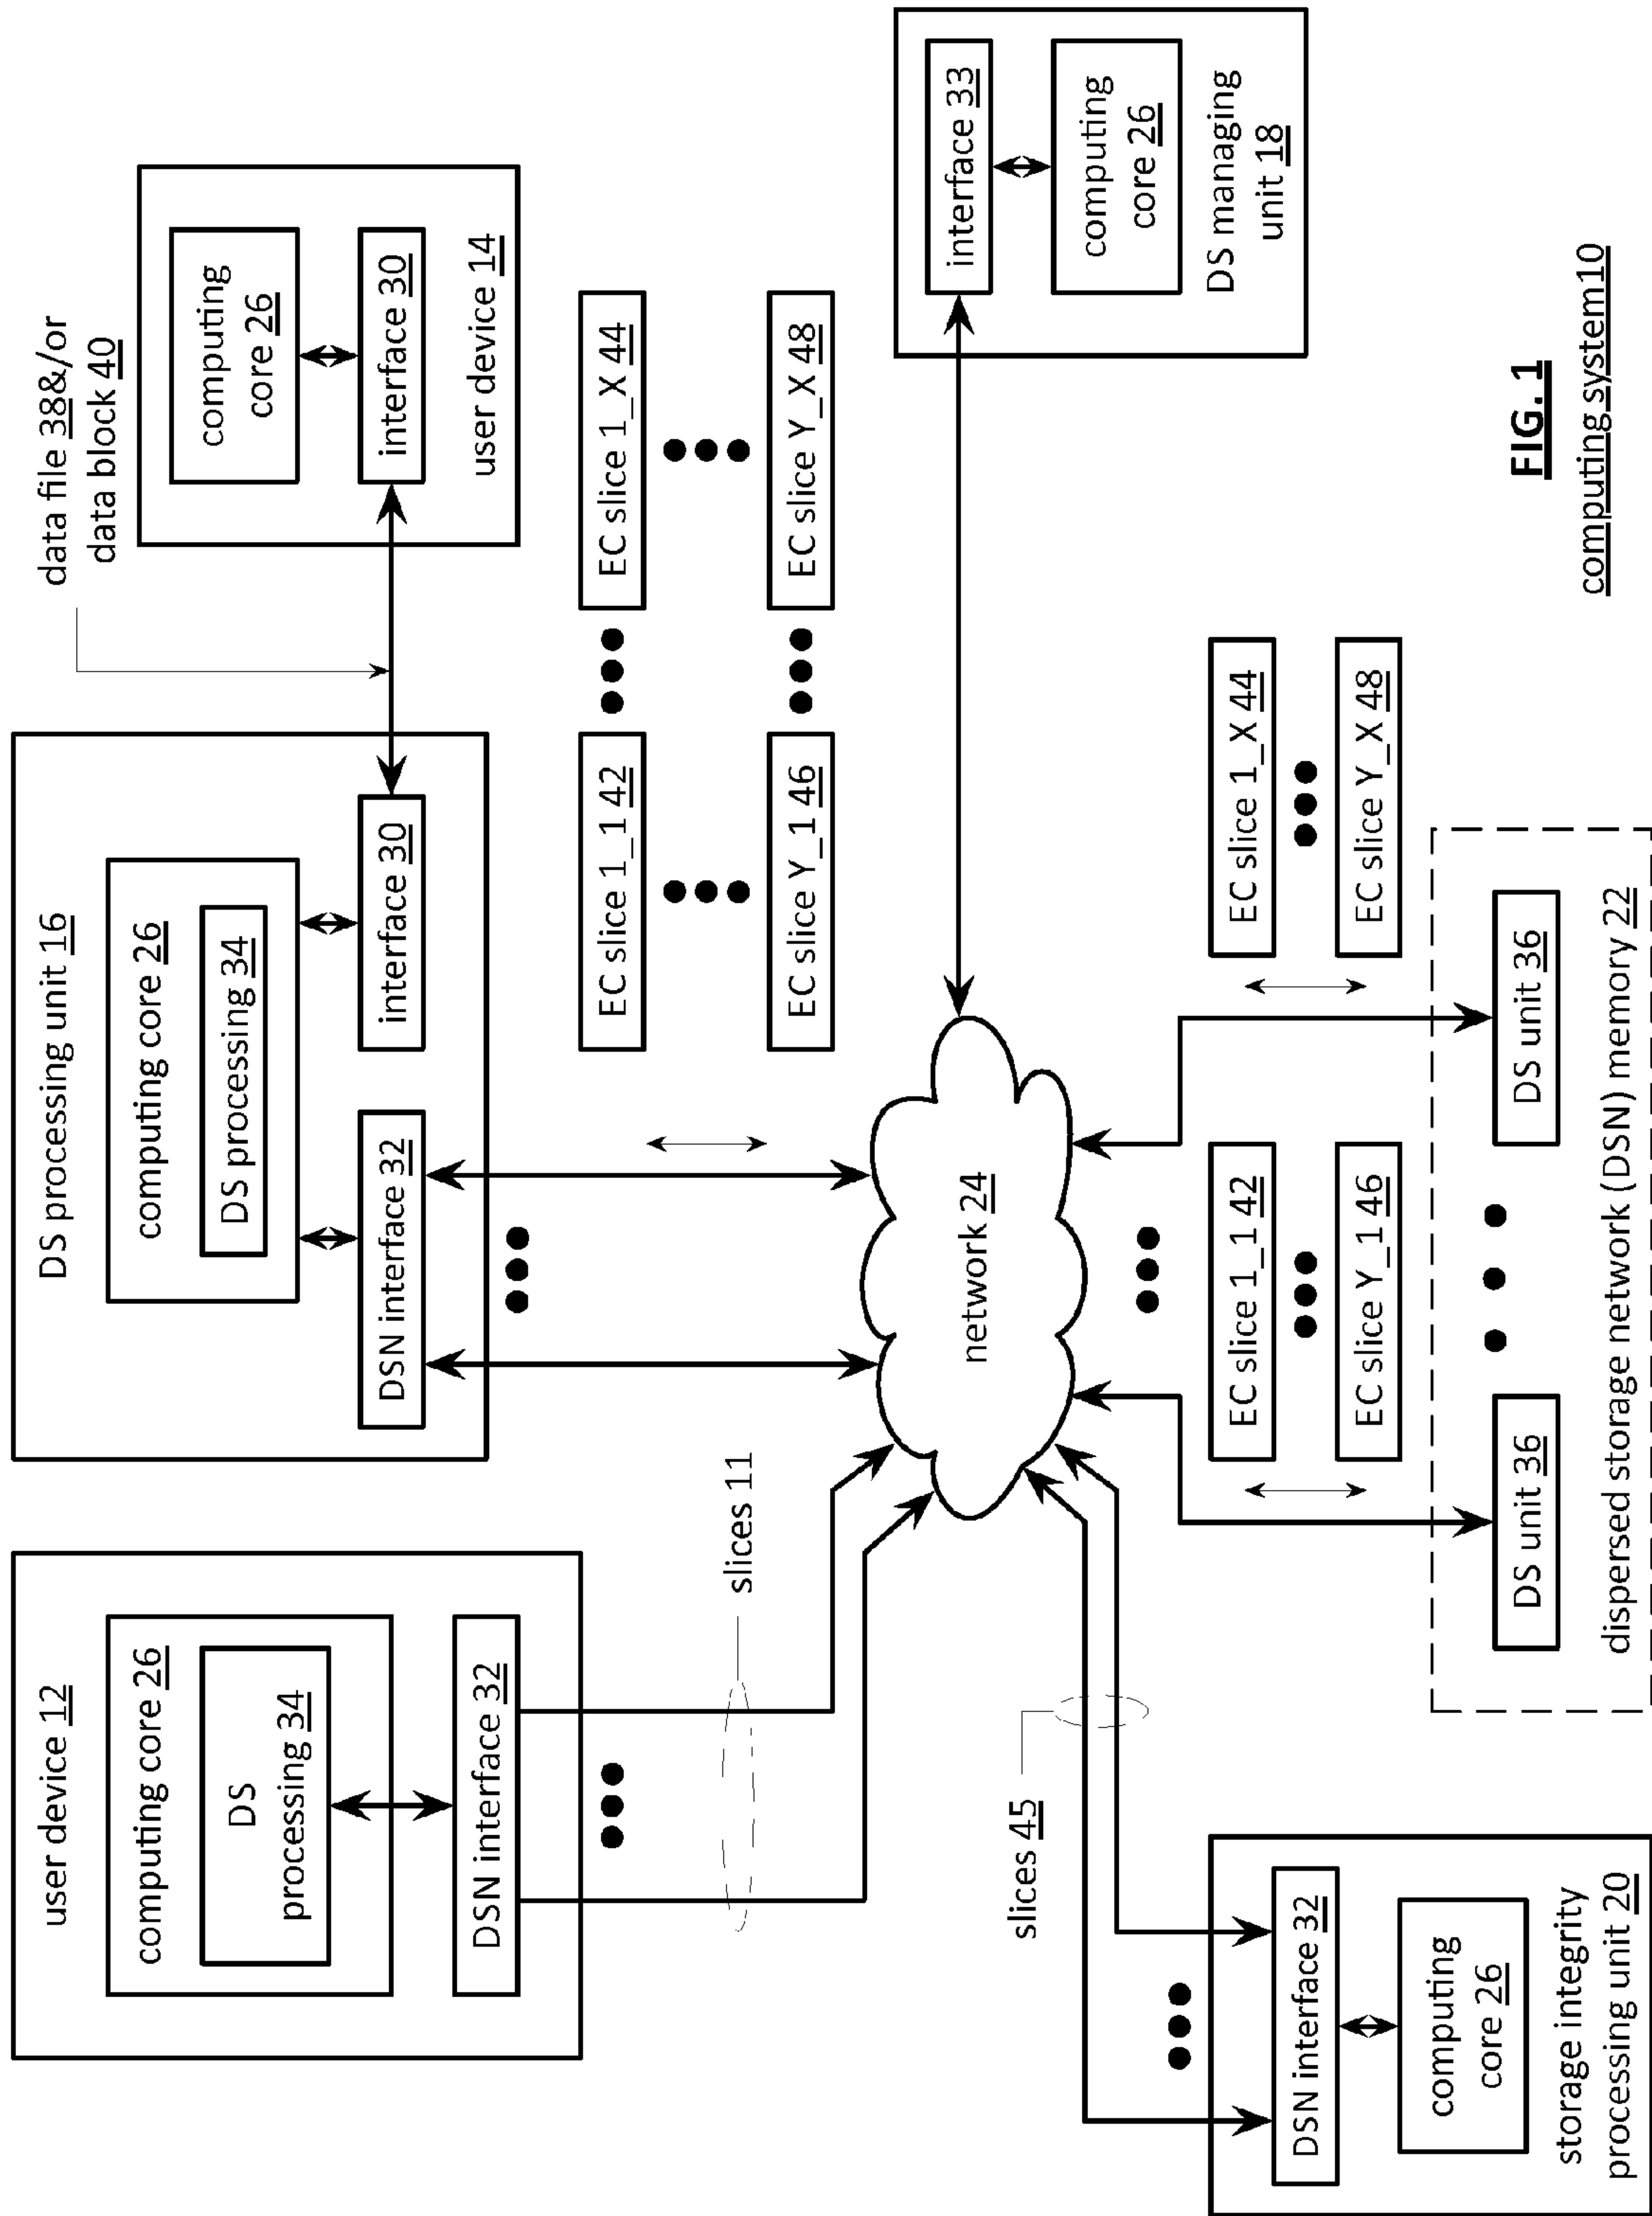 user device 12
computing core 26
DS
processing 34
DSN interface 32
slices 11
DS processing unit 16
computing core 26
DS processing 34
DSN interface 32
interface 30
data file 38&/or
data block 40
computing
core 26
interface 30
user device 14
EC slice 1_1 42
EC slice 1_X 44
EC slice Y_1 46
EC slice Y_X 48
network 24
interface 33
computing
core 26
DS managing
unit 18
slices 45
DSN interface 32
computing
core 26
storage integrity
processing unit 20
EC slice 1_1 42
EC slice Y_1 46
EC slice 1_X 44
EC slice Y_X 48
DS unit 36
DS unit 36
dispersed storage network (DSN) memory 22
FIG. 1
computing system10